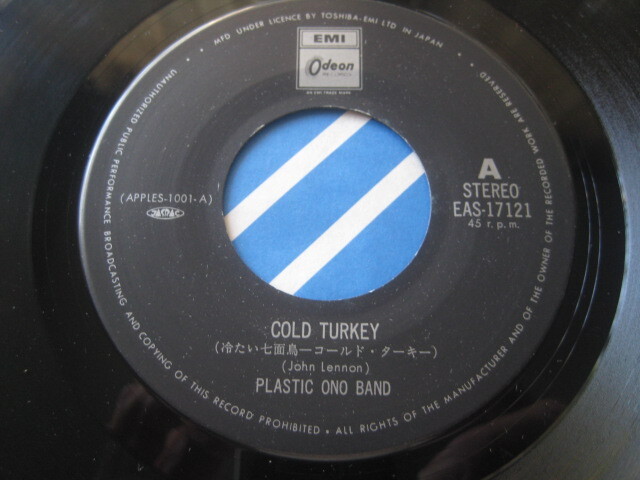 MFD UNDER LICENCE BY TOSHIBA-EMI LTD IN JAPAN
EMI
Odeon
(APPLES-1001-A)
JASRAC
A
STEREO
EAS-17121
45 r.p.m.
COLD TURKEY
(冷たい七面鳥—コールド・ターキー)
(John Lennon)
PLASTIC ONO BAND
UNAUTHORIZED PUBLIC PERFORMANCE BROADCASTING AND COPYING OF THIS RECORD PROHIBITED • ALL RIGHTS OF THE MANUFACTURER AND OF THE OWNER OF THE RECORDED WORK ARE RESERVED